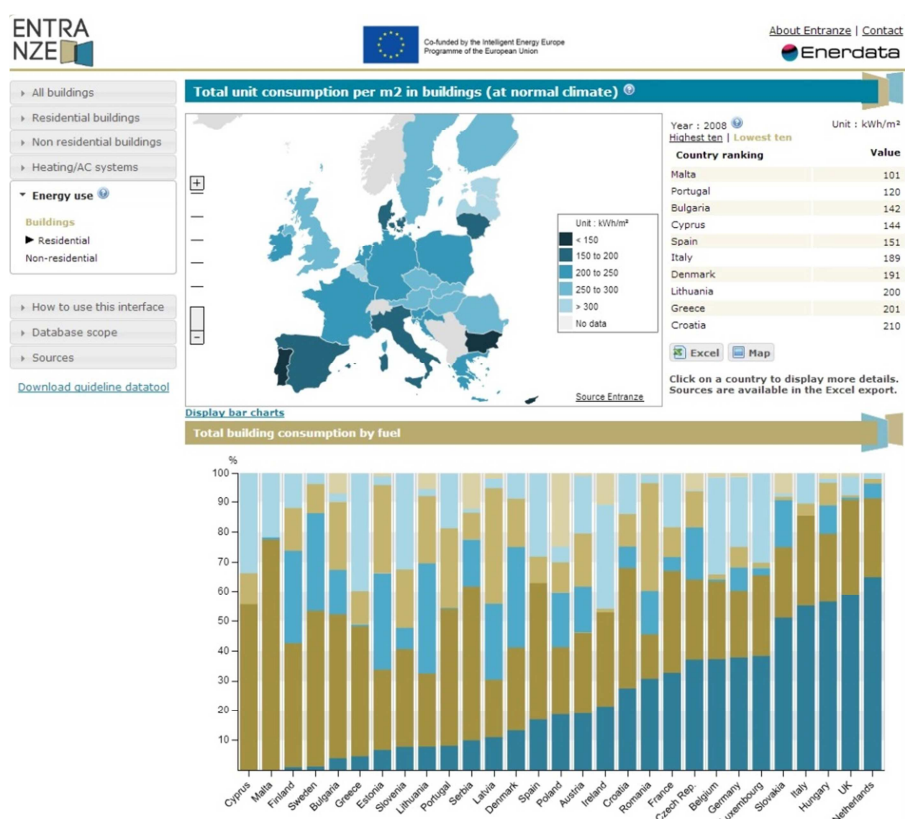 ENTRA
NZE
Co-funded by the Intelligent Energy Europe
Programme of the European Union
About Entranze | Contact
Enerdata
All buildings
Residential buildings
Non residential buildings
Heating/AC systems
Energy use
Buildings
Residential
Non-residential
How to use this interface
Database scope
Sources
Download guideline datatool
Total unit consumption per m2 in buildings (at normal climate)
+
-
Unit : kWh/m²
< 150
150 to 200
200 to 250
250 to 300
> 300
No data
Source Entranze
Year : 2008
Unit : kWh/m²
Highest ten | Lowest ten
Country ranking Value
Malta 101
Portugal 120
Bulgaria 142
Cyprus 144
Spain 151
Italy 189
Denmark 191
Lithuania 200
Greece 201
Croatia 210
Excel Map
Click on a country to display more details.
Sources are available in the Excel export.
Display bar charts
Total building consumption by fuel
%
100
90
80
70
60
50
40
30
20
10
Cyprus
Malta
Finland
Sweden
Bulgaria
Greece
Estonia
Slovenia
Lithuania
Portugal
Serbia
Latvia
Denmark
Spain
Poland
Austria
Ireland
Croatia
Romania
France
Czech Rep.
Belgium
Germany
Luxembourg
Slovakia
Italy
Hungary
UK
Netherlands